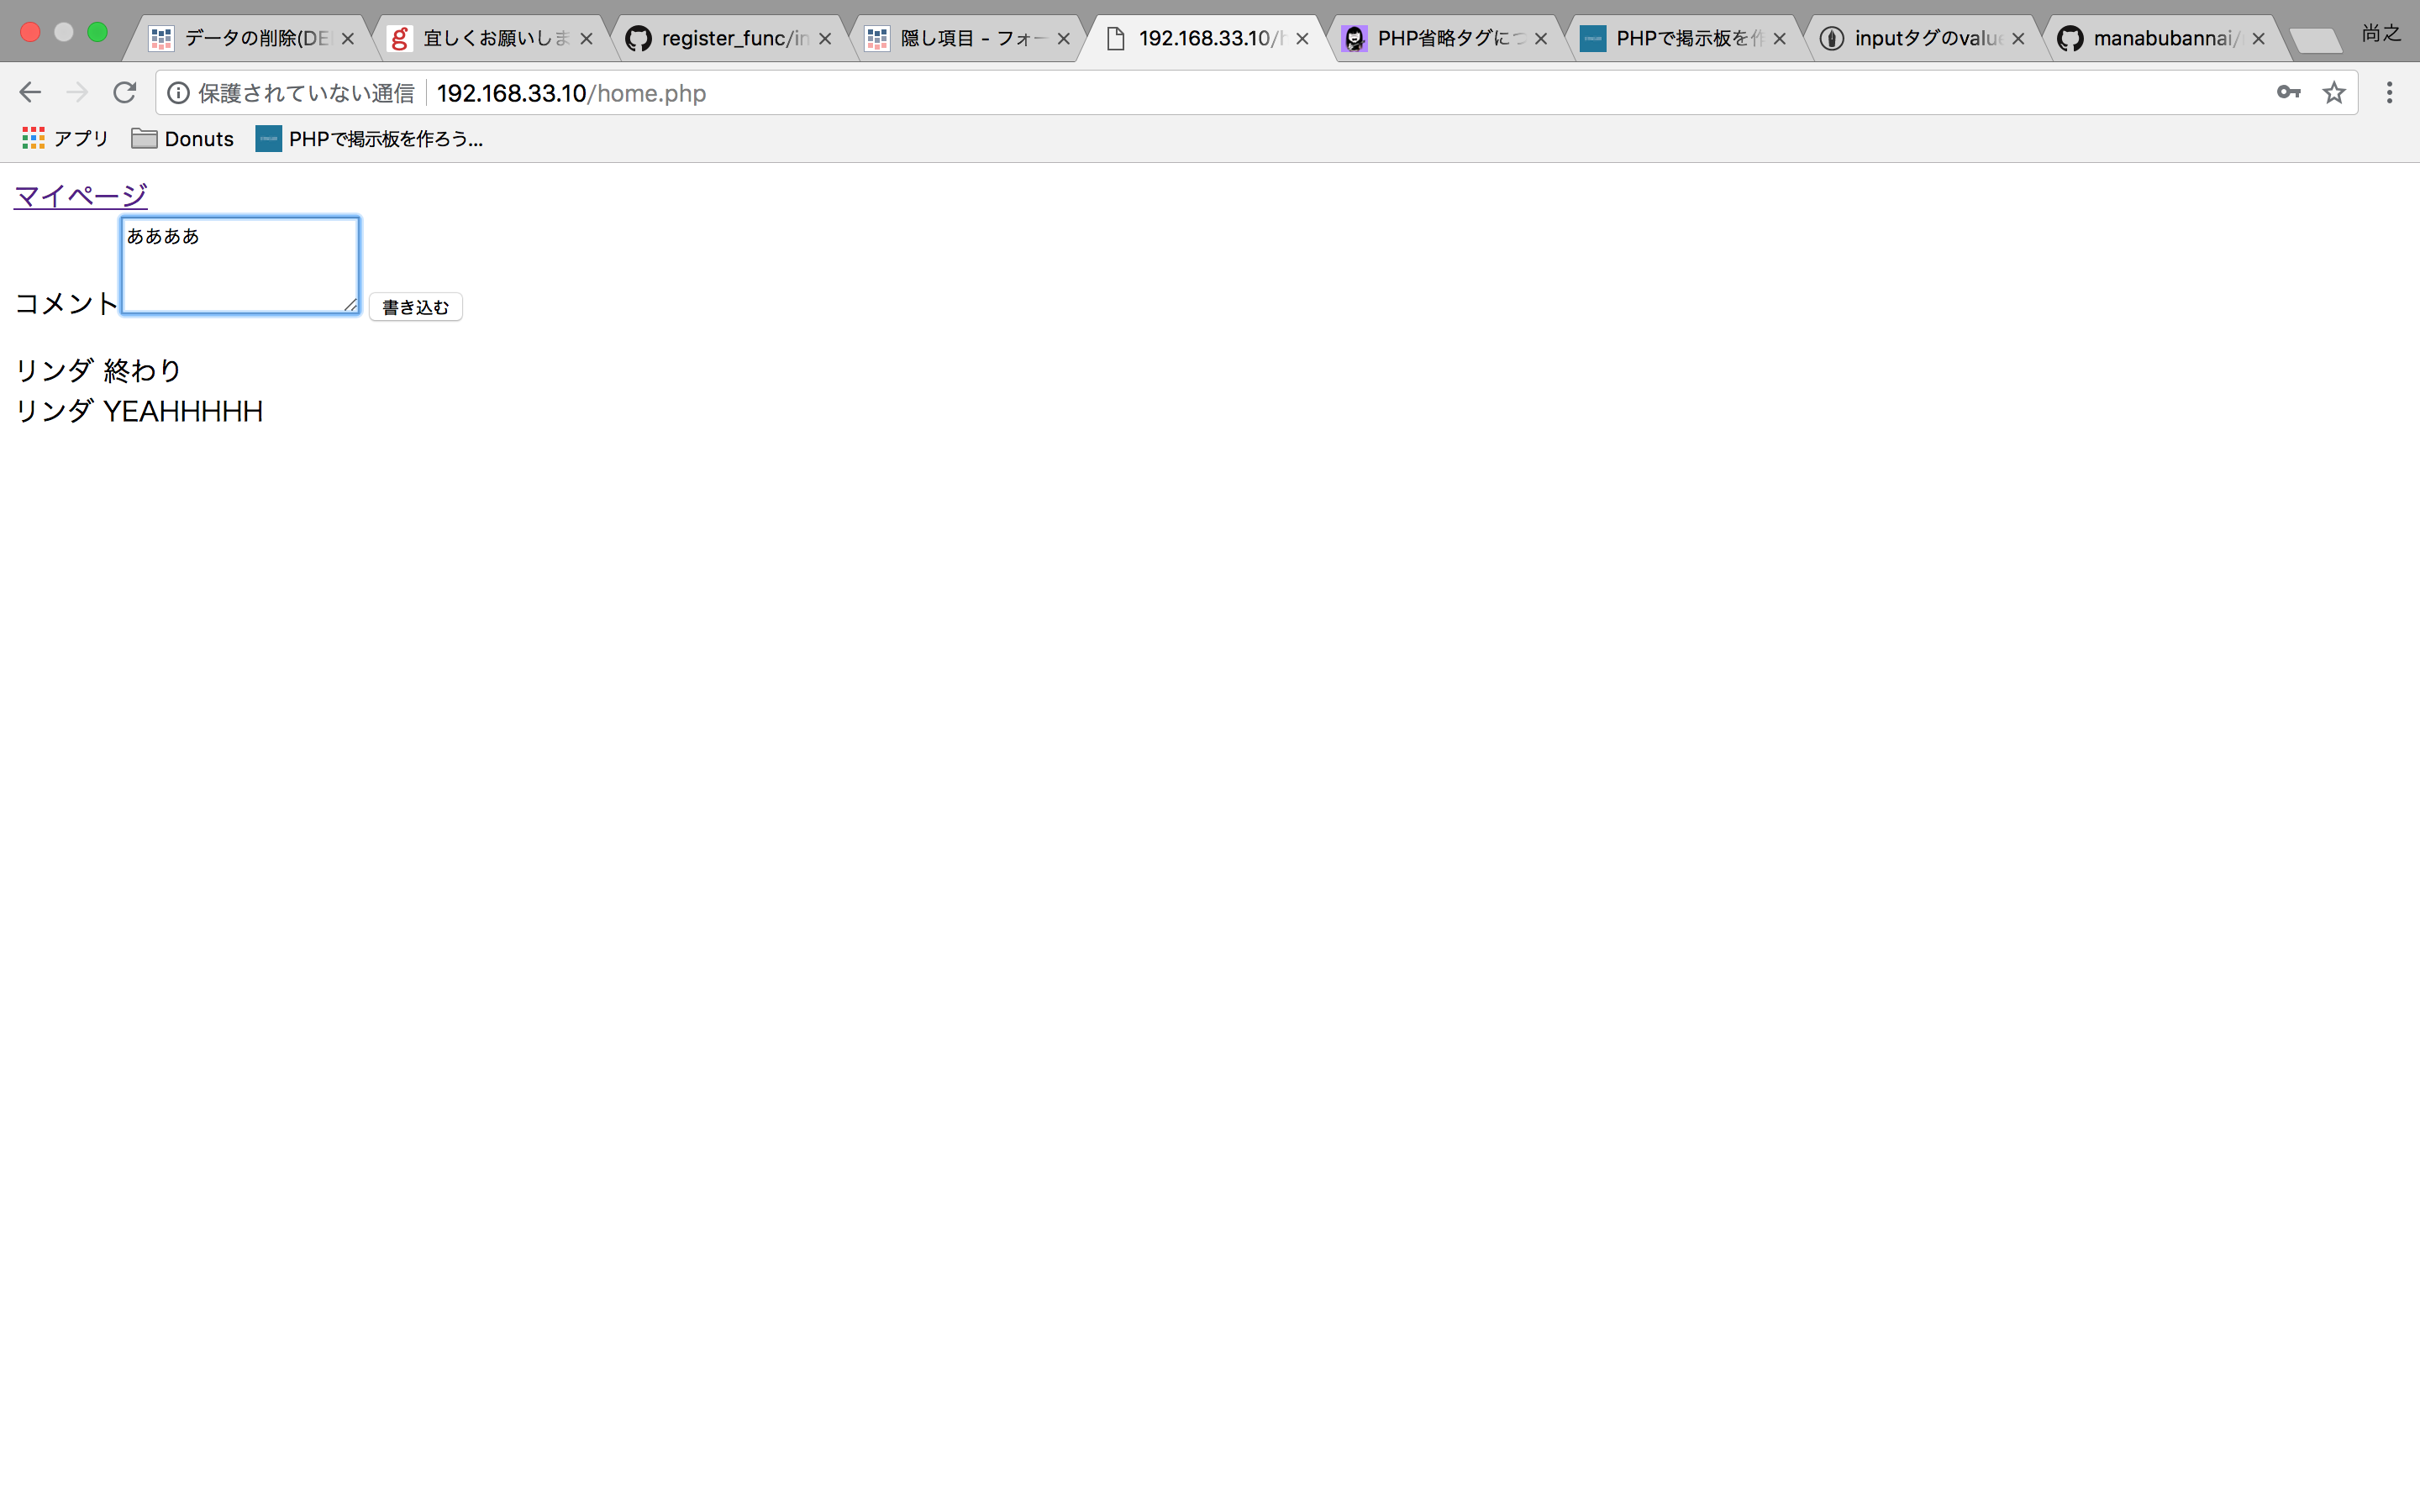 データの削除(DE
宜しくお願いしま
register_func/in
隠し項目 - フォー
192.168.33.10/h
PHP省略タグにつ
PHPで掲示板を作
inputタグのvalue
manabubannai/
尚之
保護されていない通信 192.168.33.10/home.php
アプリ Donuts PHPで掲示板を作ろう...
マイページ
ああああ
コメント 書き込む
リンダ 終わり
リンダ YEAHHHHH